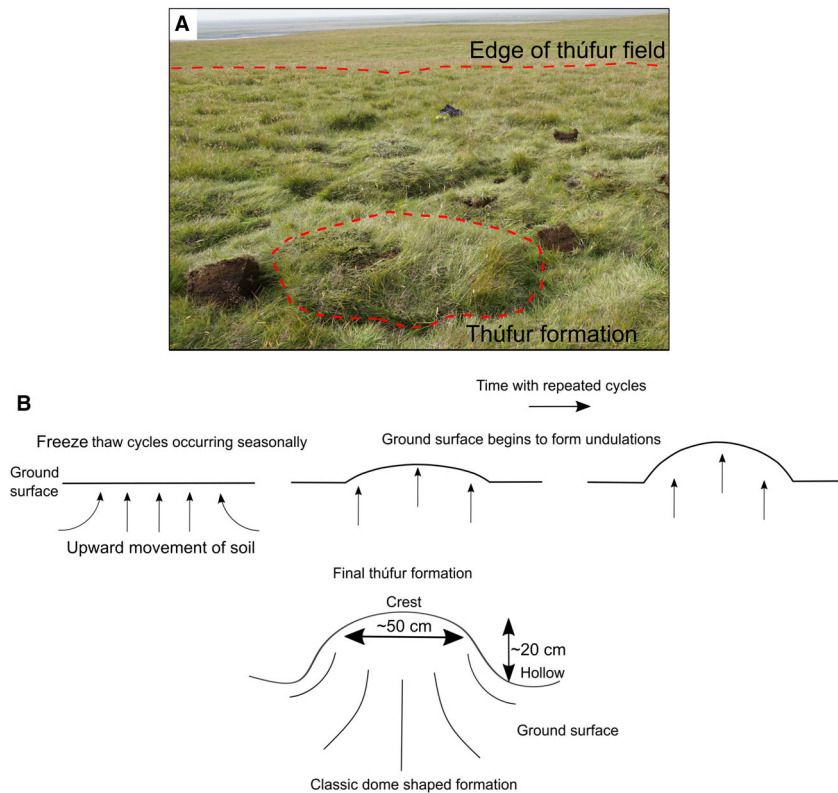 A
Edge of thúfur field
Thúfur formation
B
Time with repeated cycles
Freeze thaw cycles occurring seasonally
Ground surface begins to form undulations
Ground
surface
Upward movement of soil
Final thúfur formation
Crest
~50 cm
~20 cm
Hollow
Ground surface
Classic dome shaped formation